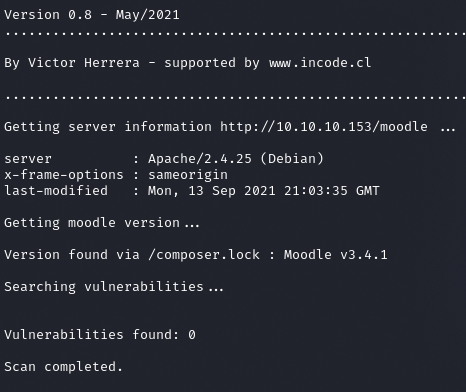 Version 0.8 - May/2021
.............................................................
By Victor Herrera - supported by www.incode.cl
.............................................................
Getting server information http://10.10.10.153/moodle ...
server          : Apache/2.4.25 (Debian)
x-frame-options : sameorigin
last-modified   : Mon, 13 Sep 2021 21:03:35 GMT
Getting moodle version...
Version found via /composer.lock : Moodle v3.4.1
Searching vulnerabilities...
Vulnerabilities found: 0
Scan completed.